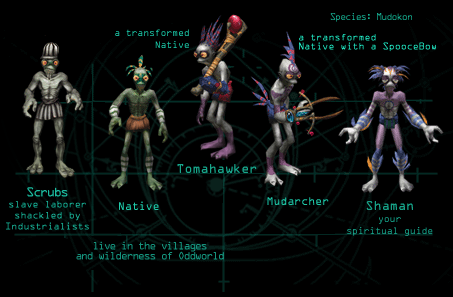 Species: Mudokon
a transformed
Native
a transformed
Native with a SpooceBow
Tomahawker
Scrubs
slave laborer
shackled by
Industrialists
Native
Mudarcher
Shaman
your
spiritual guide
live in the villages
and wilderness of Oddworld